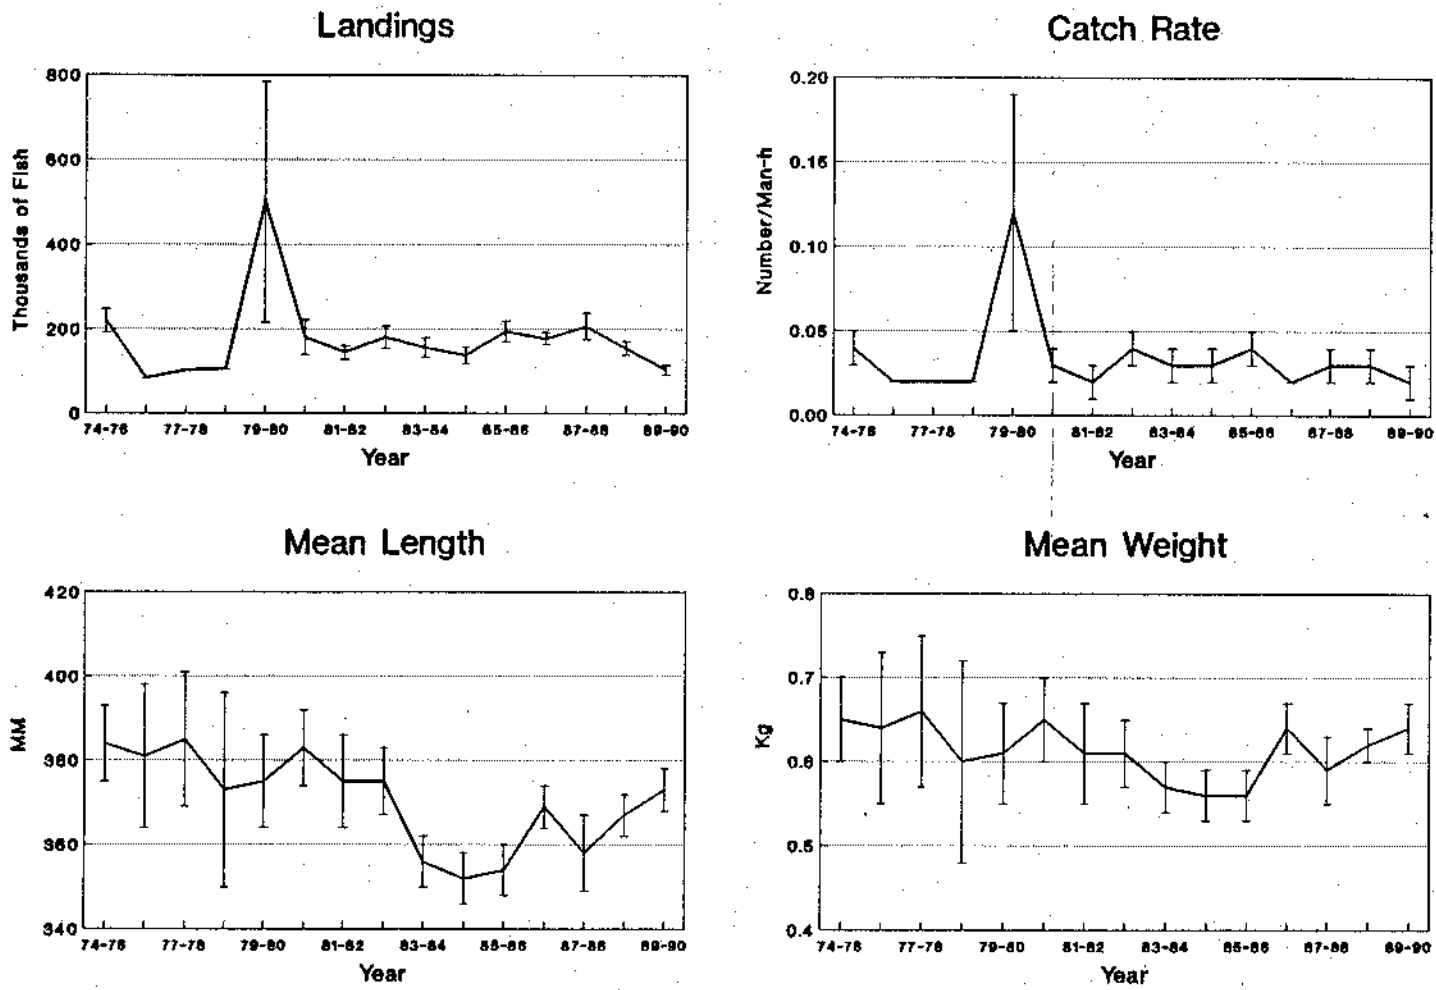 Landings
Thousands of Fish
800
600
400
200
0
74-76 77-78 79-80 81-82 83-84 85-86 87-88 89-90
Year
Catch Rate
Number/Man-h
0.20
0.15
0.10
0.05
0.00
74-76 77-78 79-80 81-82 83-84 85-86 87-88 89-90
Year
Mean Length
MM
420
400
380
360
340
74-76 77-78 79-80 81-82 83-84 85-86 87-88 89-90
Year
Mean Weight
Kg
0.8
0.7
0.6
0.5
0.4
74-76 77-78 79-80 81-82 83-84 85-86 87-88 89-90
Year